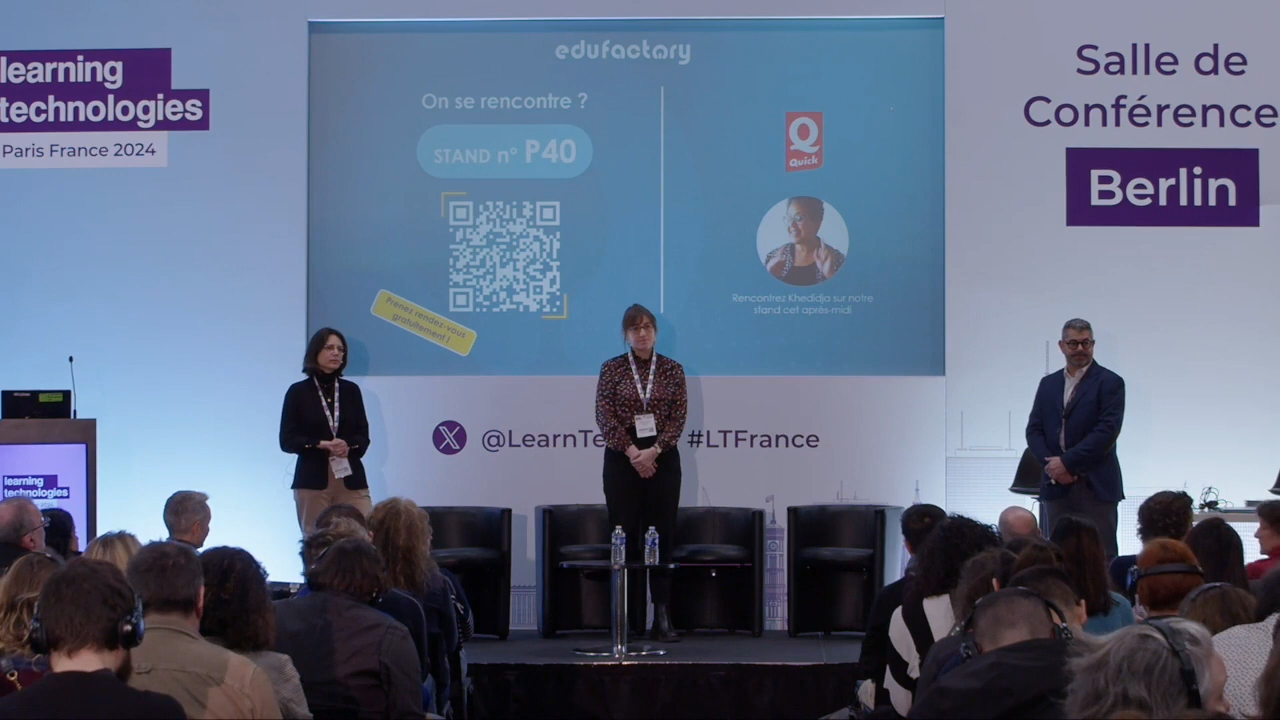 learning
technologies
Paris France 2024
edufactory
On se rencontre ?
STAND n° P40
Prenez rendez-vous
gratuitement !
Q
Quick
Rencontrez Khedidja sur notre
stand cet après-midi
Salle de
Conférence
Berlin
X @LearnTe #LTFrance
learning
technologies